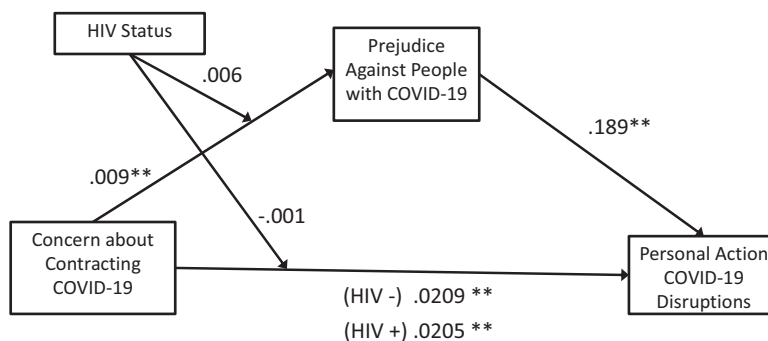 HIV Status
Prejudice
Against People
with COVID-19
.006
.189**
.009**
-.001
Concern about
Contracting
COVID-19
Personal Action
COVID-19
Disruptions
(HIV -) .0209 **
(HIV +) .0205 **